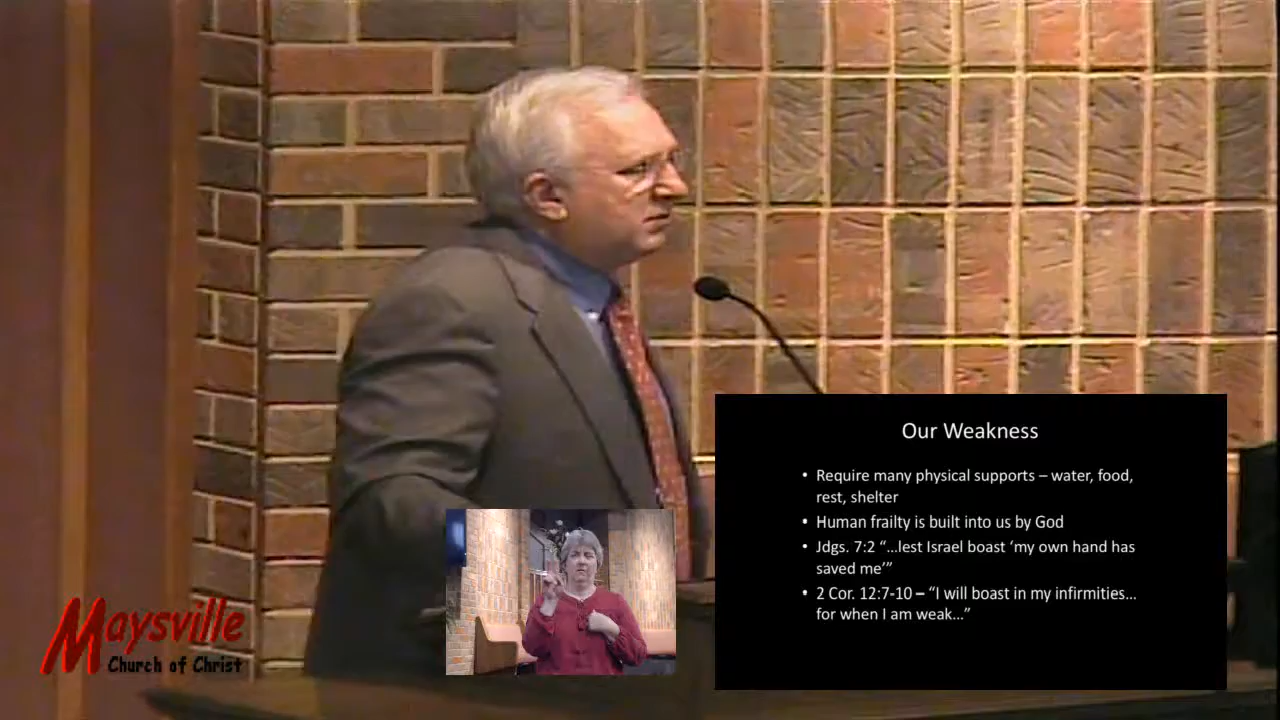 Our Weakness
• Require many physical supports – water, food,
rest, shelter
• Human frailty is built into us by God
• Jdgs. 7:2 “…lest Israel boast ‘my own hand has
saved me’”
• 2 Cor. 12:7-10 – “I will boast in my infirmities…
for when I am weak…”
Maysville
Church of Christ